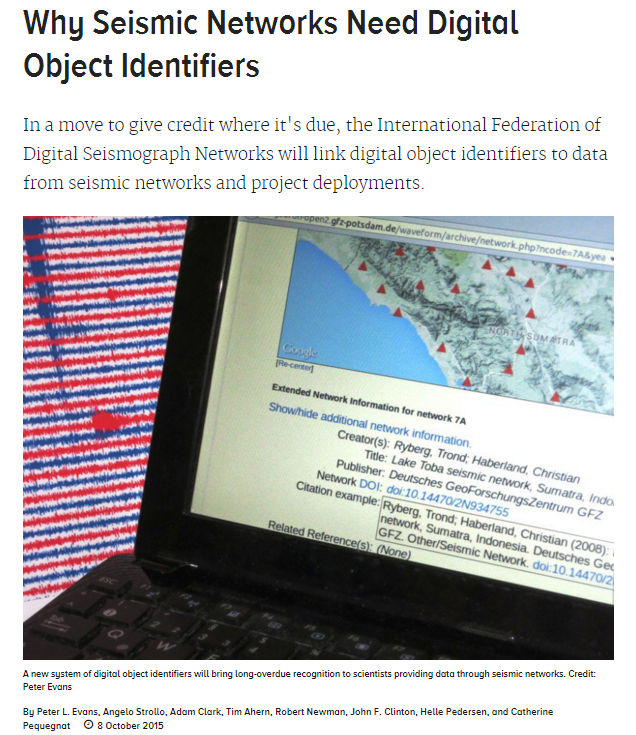 Why Seismic Networks Need Digital
Object Identifiers
In a move to give credit where it's due, the International Federation of
Digital Seismograph Networks will link digital object identifiers to data
from seismic networks and project deployments.
open2.gfz-potsdam.de/waveform/archive/network.php?ncode=7A&yea
NORTH SUMATRA
Google
[Re-center]
Extended Network Information for network 7A
Show/hide additional network information.
Creator(s): Ryberg, Trond; Haberland, Christian
Title: Lake Toba seismic network, Sumatra, Indo
Publisher: Deutsches GeoForschungsZentrum GFZ
Network DOI: doi:10.14470/2N934755
Citation example: Ryberg, Trond; Haberland, Christian (2008):
network, Sumatra, Indonesia. Deutsches Geo
GFZ. Other/Seismic Network. doi:10.14470/2
Related Reference(s): (None)
A new system of digital object identifiers will bring long-overdue recognition to scientists providing data through seismic networks. Credit:
Peter Evans
By Peter L. Evans, Angelo Strollo, Adam Clark, Tim Ahern, Robert Newman, John F. Clinton, Helle Pedersen, and Catherine
Pequegnat 8 October 2015